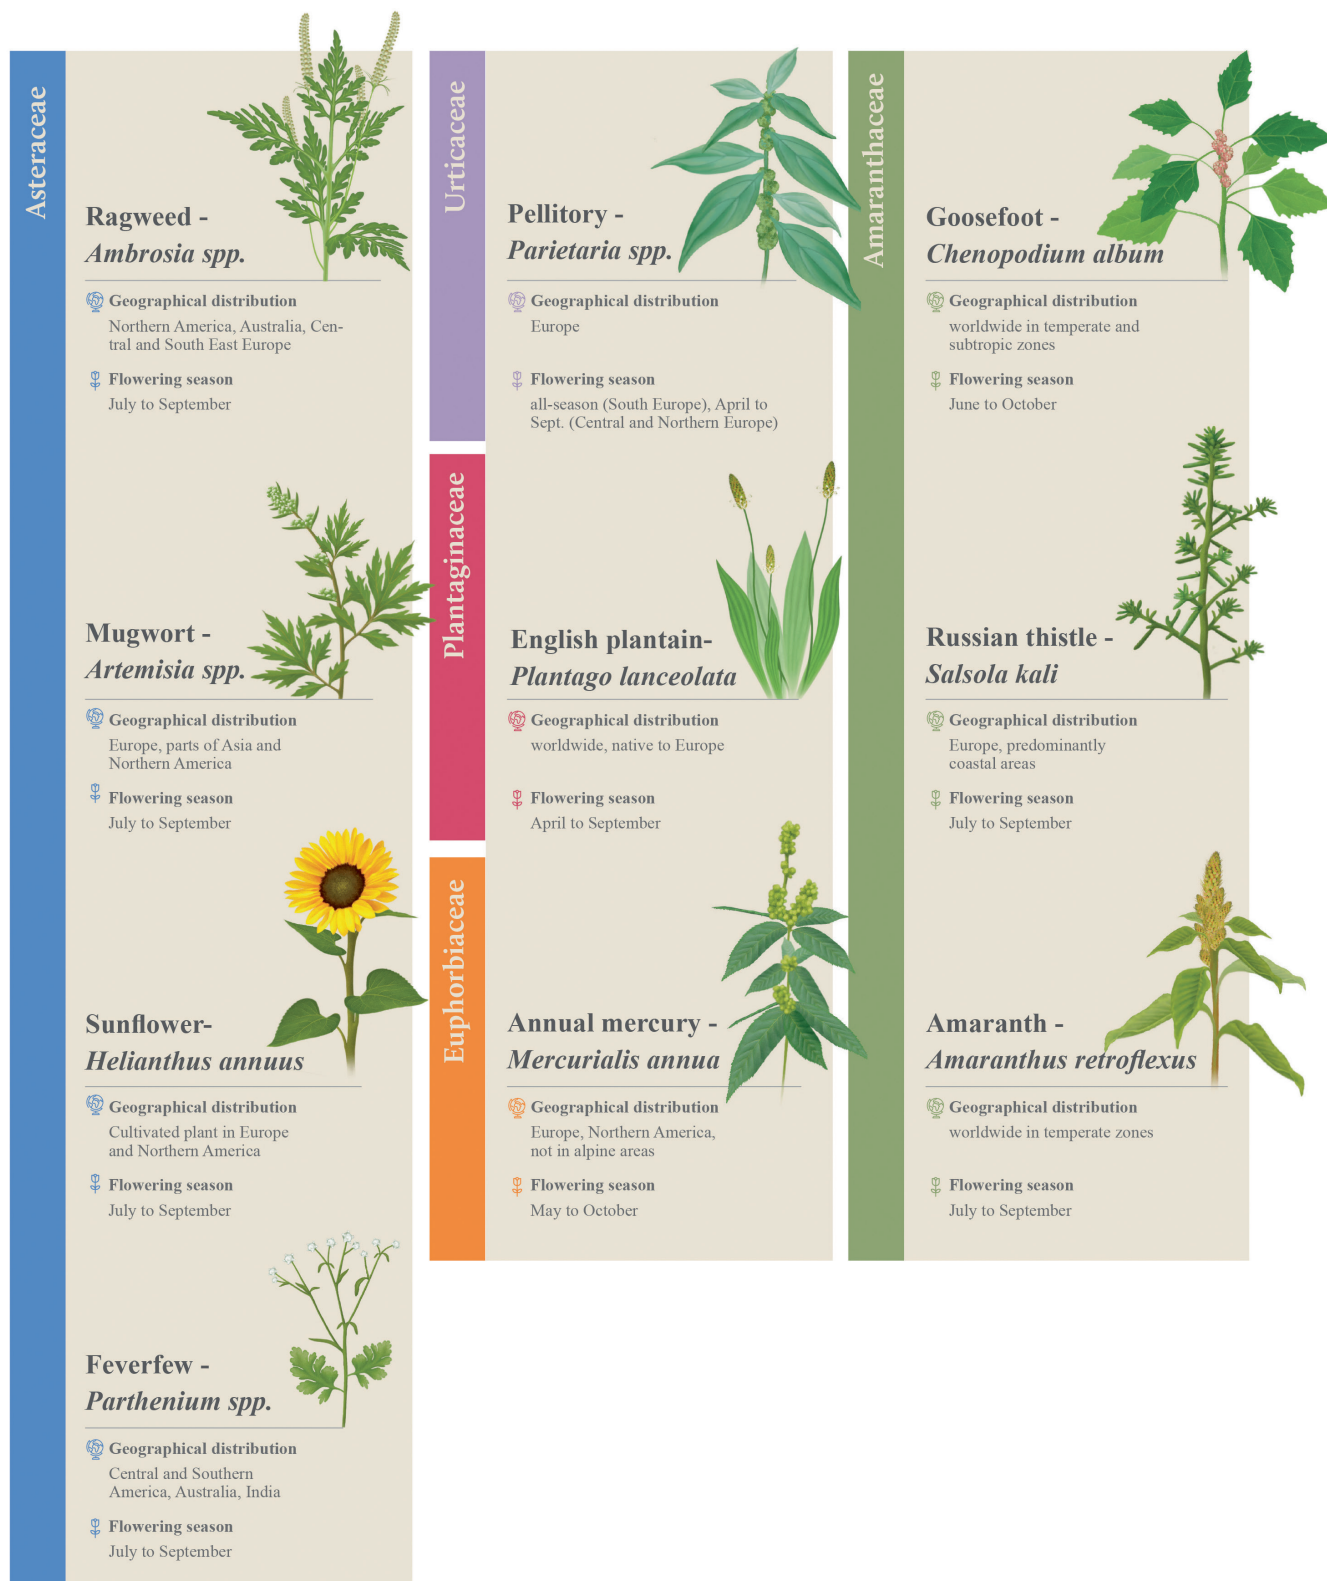 Asteraceae
Ragweed -
Ambrosia spp.
Geographical distribution
Northern America, Australia, Cen-
tral and South East Europe
Flowering season
July to September
Mugwort -
Artemisia spp.
Geographical distribution
Europe, parts of Asia and
Northern America
Flowering season
July to September
Sunflower-
Helianthus annuus
Geographical distribution
Cultivated plant in Europe
and Northern America
Flowering season
July to September
Feverfew -
Parthenium spp.
Geographical distribution
Central and Southern
America, Australia, India
Flowering season
July to September
Urticaceae
Pellitory -
Parietaria spp.
Geographical distribution
Europe
Flowering season
all-season (South Europe), April to
Sept. (Central and Northern Europe)
Plantaginaceae
English plantain-
Plantago lanceolata
Geographical distribution
worldwide, native to Europe
Flowering season
April to September
Euphorbiaceae
Annual mercury -
Mercurialis annua
Geographical distribution
Europe, Northern America,
not in alpine areas
Flowering season
May to October
Amaranthaceae
Goosefoot -
Chenopodium album
Geographical distribution
worldwide in temperate and
subtropic zones
Flowering season
June to October
Russian thistle -
Salsola kali
Geographical distribution
Europe, predominantly
coastal areas
Flowering season
July to September
Amaranth -
Amaranthus retroflexus
Geographical distribution
worldwide in temperate zones
Flowering season
July to September